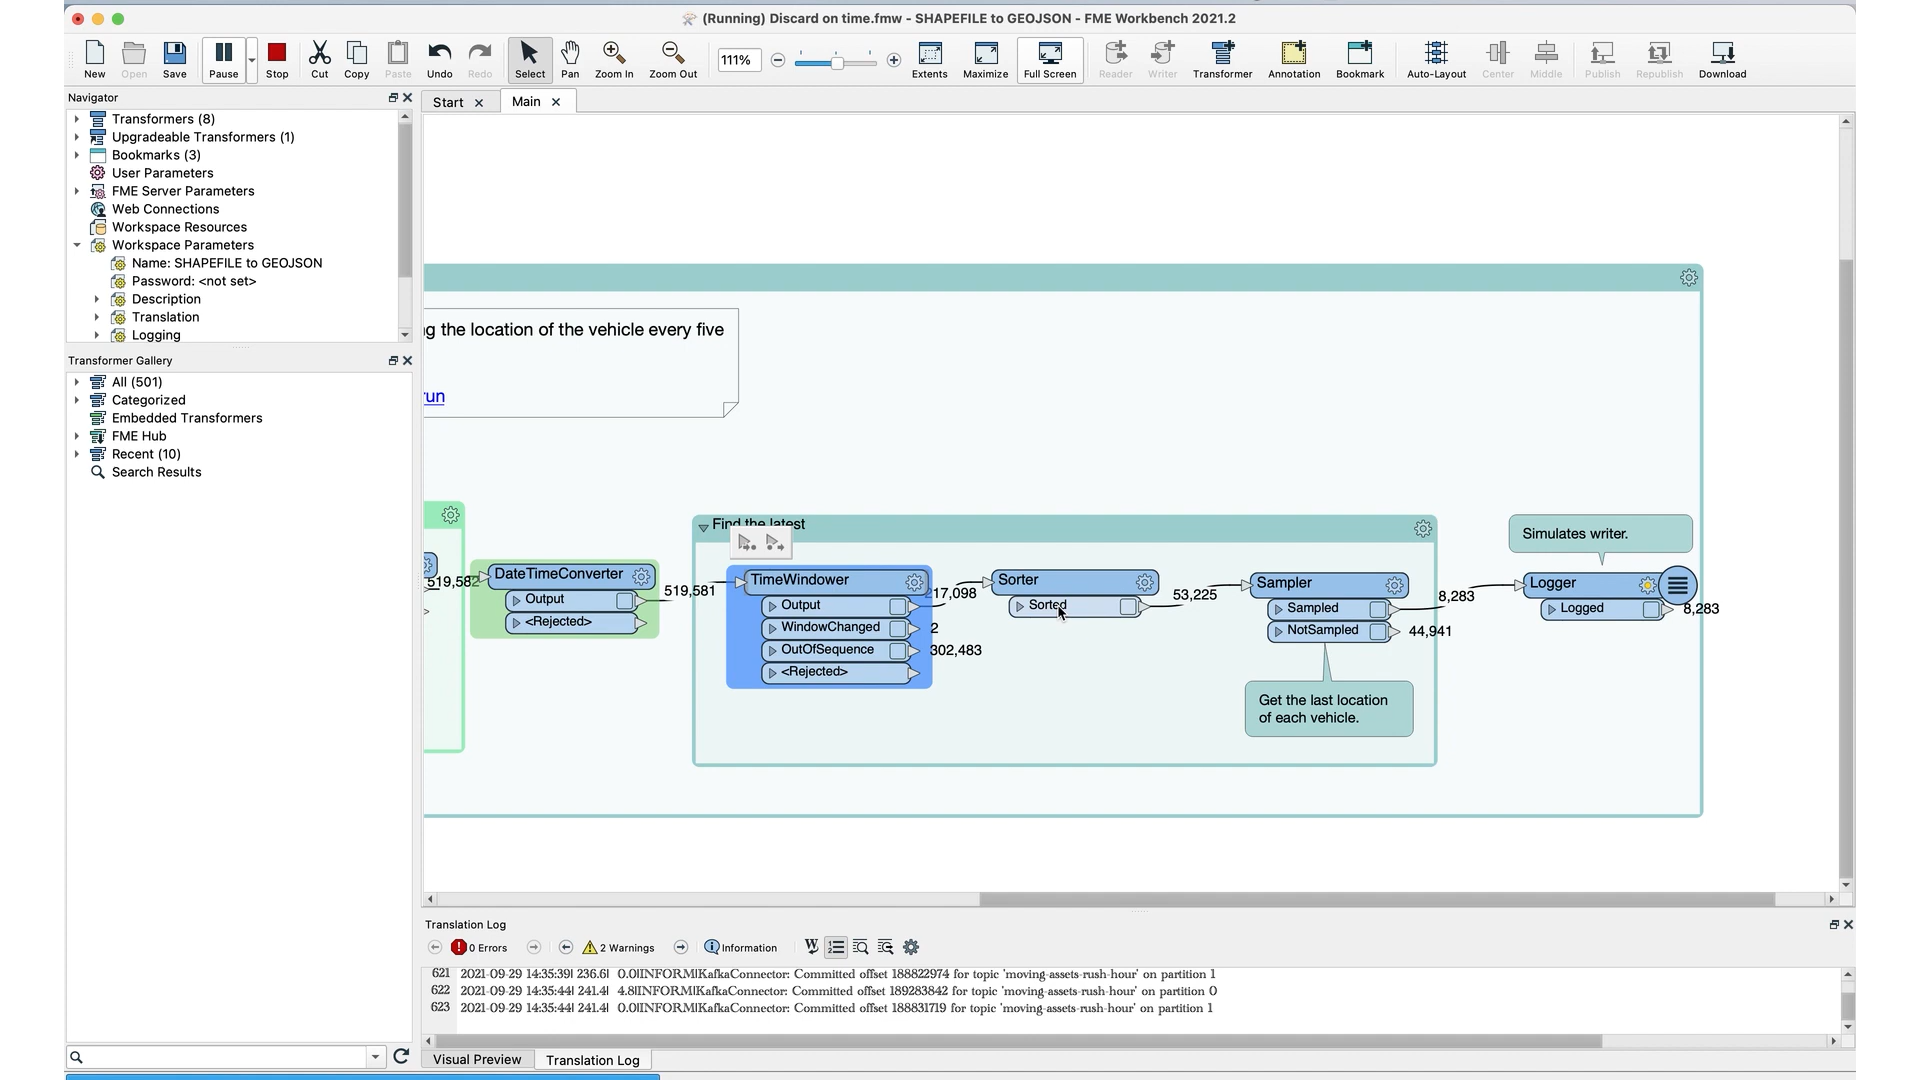 (Running) Discard on time.fmw - SHAPEFILE to GEOJSON - FME Workbench 2021.2
New Open Save Pause Stop Cut Copy Paste Undo Redo Select Pan Zoom In Zoom Out 111% Extents Maximize Full Screen Reader Writer Transformer Annotation Bookmark Auto-Layout Center Middle Publish Republish Download
Navigator
Transformers (8)
Upgradeable Transformers (1)
Bookmarks (3)
User Parameters
FME Server Parameters
Web Connections
Workspace Resources
Workspace Parameters
Name: SHAPEFILE to GEOJSON
Password: <not set>
Description
Translation
Logging
Transformer Gallery
All (501)
Categorized
Embedded Transformers
FME Hub
Recent (10)
Search Results
Start
Main
g the location of the vehicle every five
run
519,582
DateTimeConverter
Output
<Rejected>
519,581
Find the latest
TimeWindower
Output
WindowChanged
OutOfSequence
<Rejected>
217,098
2
302,483
Sorter
Sorted
53,225
Sampler
Sampled
NotSampled
8,283
44,941
Get the last location
of each vehicle.
Simulates writer.
Logger
Logged
8,283
Translation Log
0 Errors
2 Warnings
Information
621 2021-09-29 14:35:39| 236.6| 0.0|INFORM|KafkaConnector: Committed offset 188822974 for topic 'moving-assets-rush-hour' on partition 1
622 2021-09-29 14:35:44| 241.4| 4.8|INFORM|KafkaConnector: Committed offset 189283842 for topic 'moving-assets-rush-hour' on partition 0
623 2021-09-29 14:35:44| 241.4| 0.0|INFORM|KafkaConnector: Committed offset 188831719 for topic 'moving-assets-rush-hour' on partition 1
Visual Preview
Translation Log